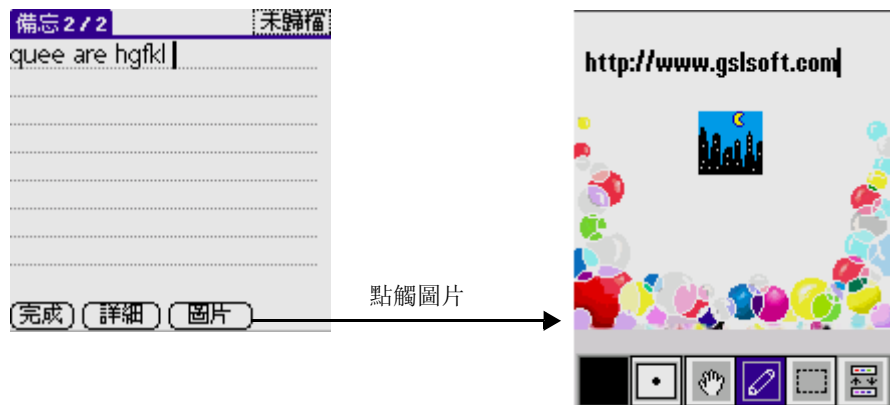 備忘2/2
未歸檔
quee are hgfkl
完成
詳細
圖片
點觸圖片
http://www.gslsoft.com